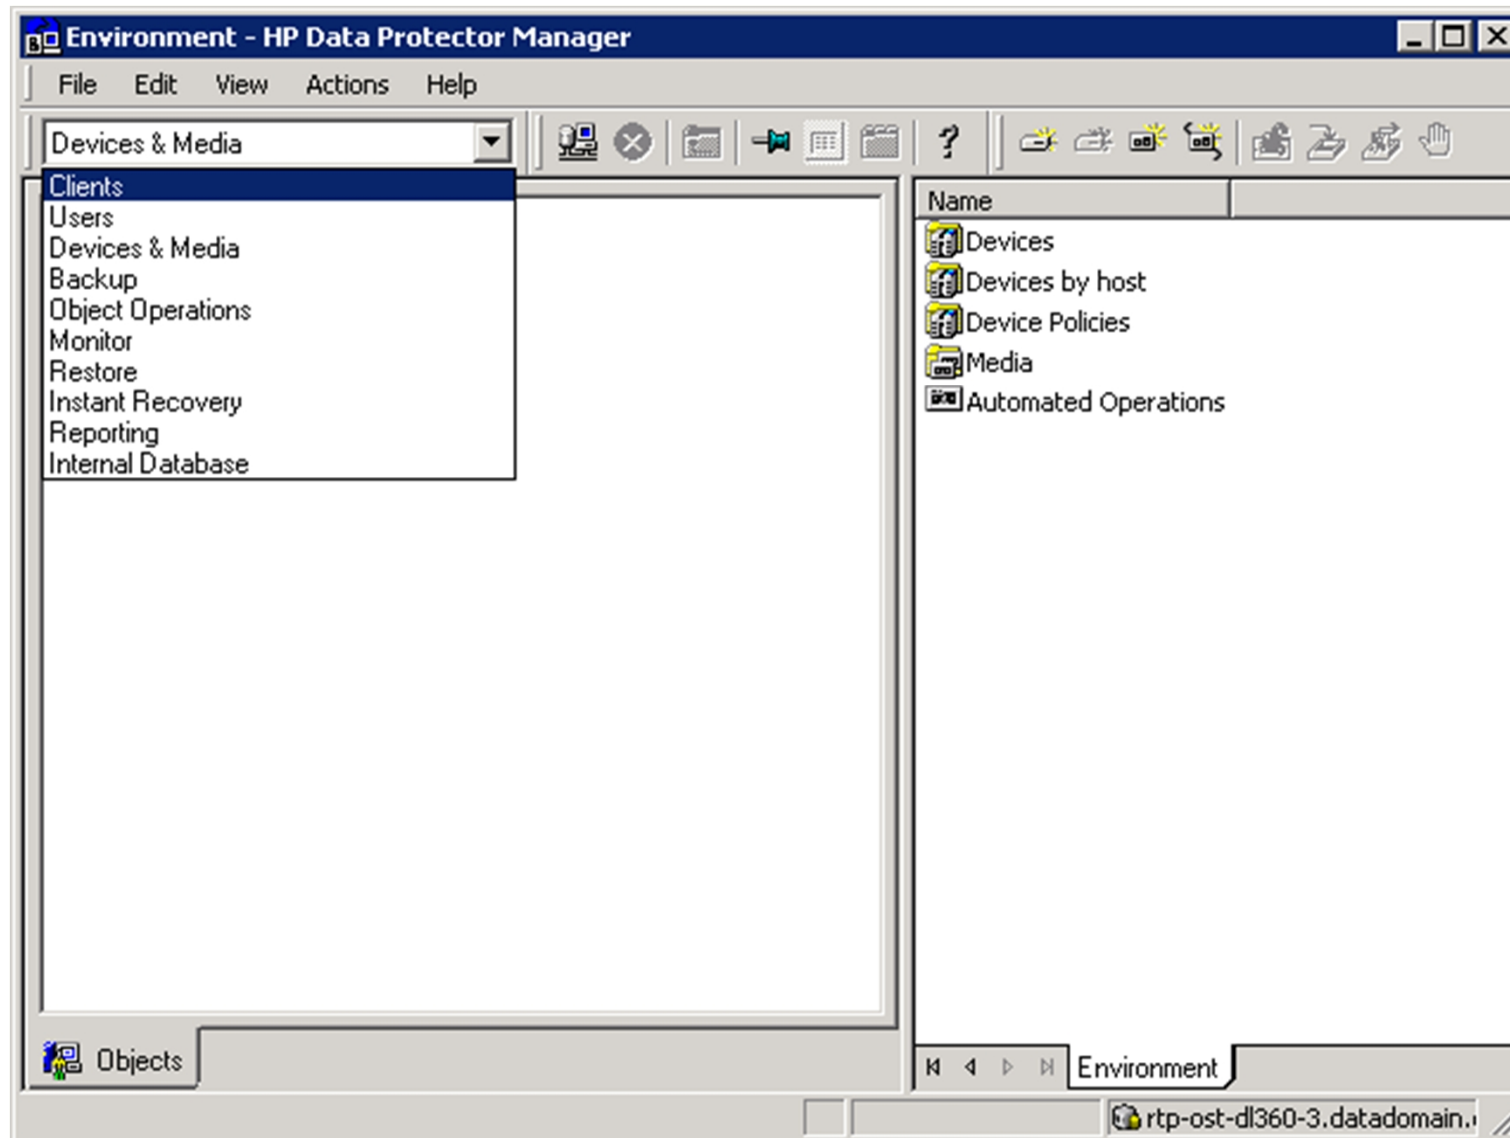 Environment - HP Data Protector Manager
File Edit View Actions Help
Devices & Media
Clients
Users
Devices & Media
Backup
Object Operations
Monitor
Restore
Instant Recovery
Reporting
Internal Database
Name
Devices
Devices by host
Device Policies
Media
Automated Operations
Objects
Environment
rtp-ost-dl360-3.datadomain.